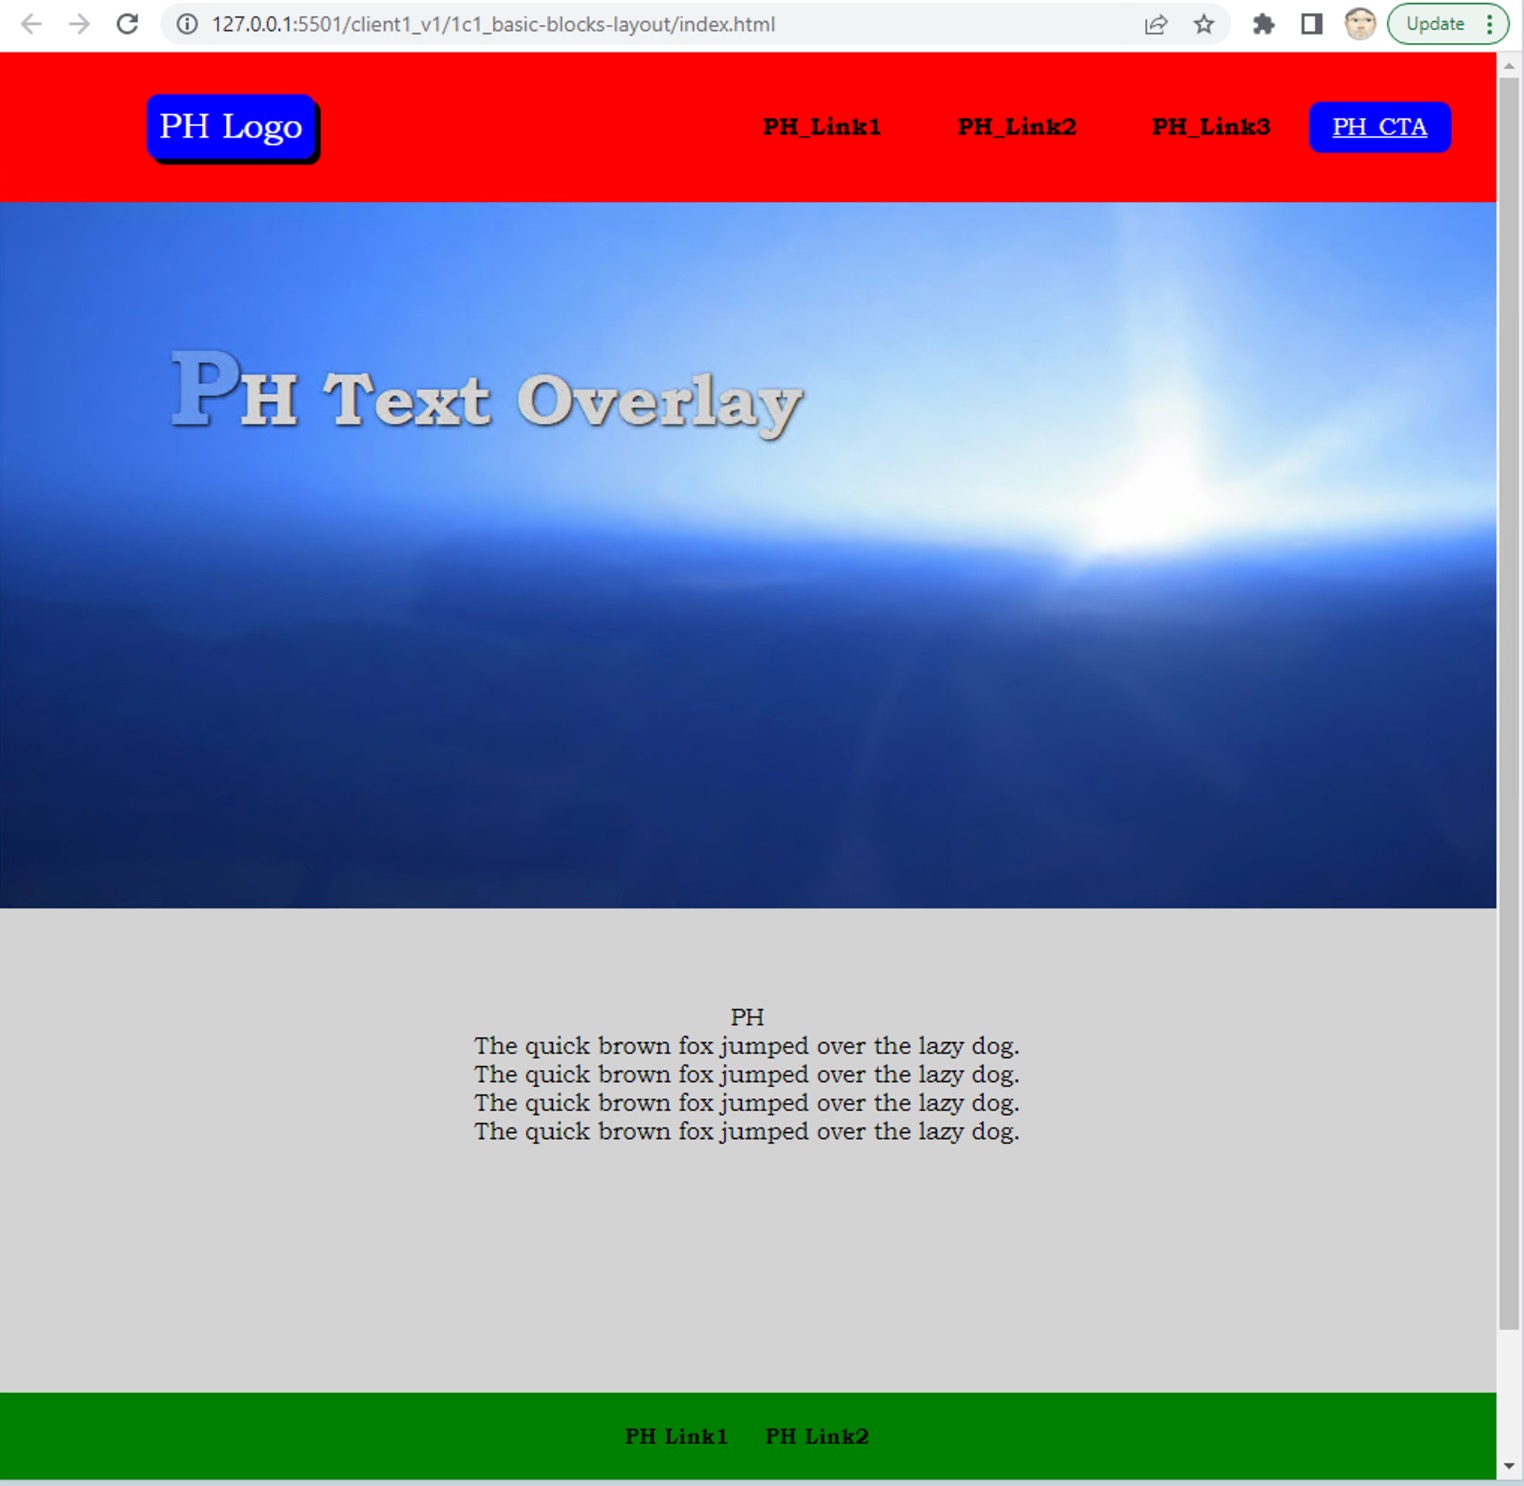 127.0.0.1:5501/client1_v1/1c1_basic-blocks-layout/index.html
Update
PH Logo
PH_Link1 PH_Link2 PH_Link3 PH_CTA
PH Text Overlay
PH
The quick brown fox jumped over the lazy dog.
The quick brown fox jumped over the lazy dog.
The quick brown fox jumped over the lazy dog.
The quick brown fox jumped over the lazy dog.
PH Link1 PH Link2